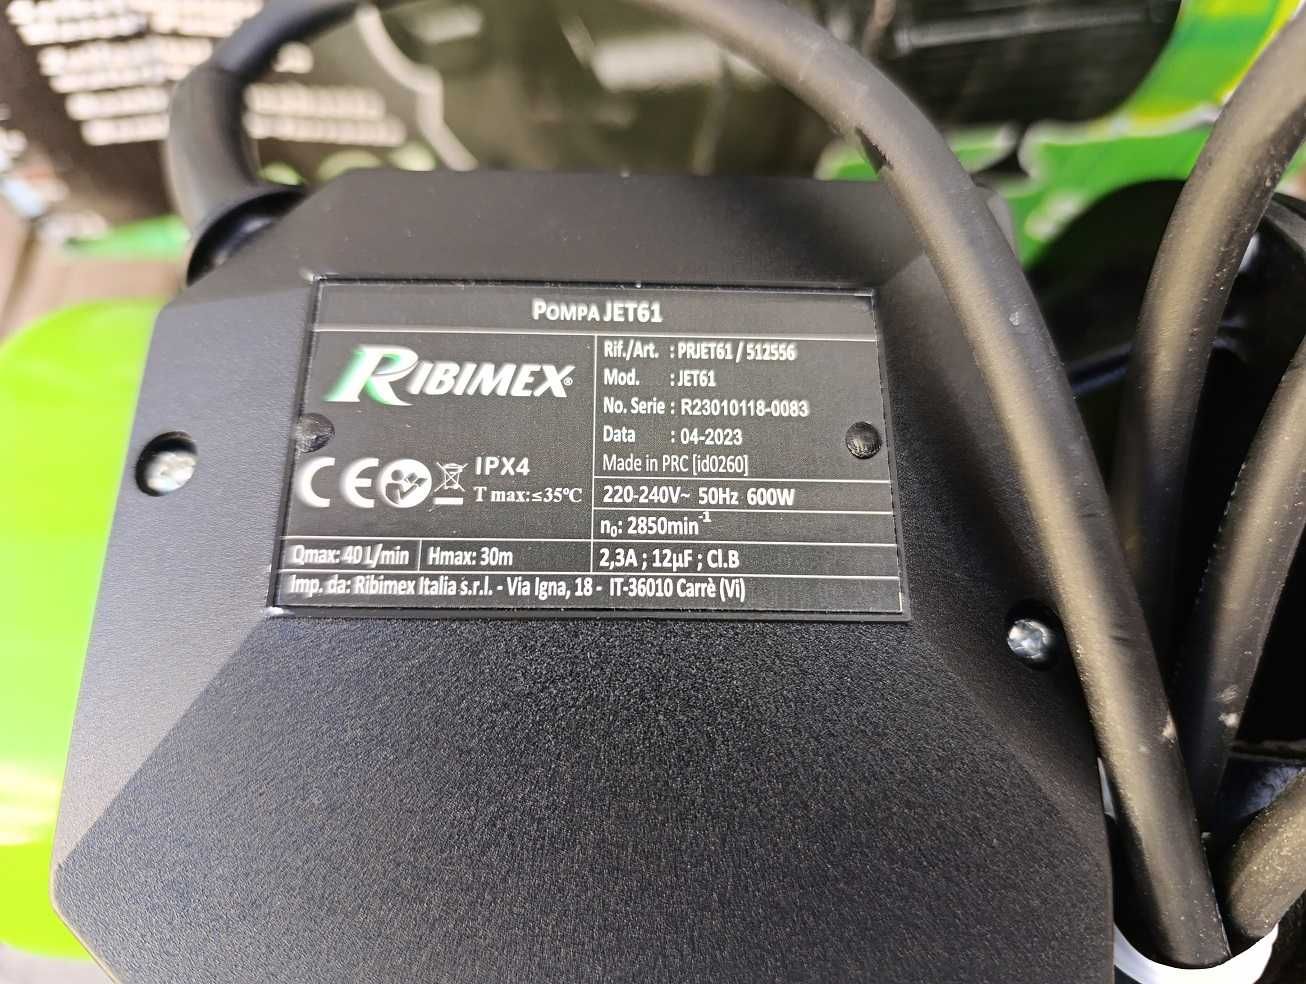 POMPA JET61
RIBIMEX®
Rif./Art. : PRJET61 / 512556
Mod. : JET61
No. Serie : R23010118-0083
Data : 04-2023
Made in PRC [id0260]
CE IPX4
T max:≤35°C
220-240V~ 50Hz 600W
n₀: 2850min⁻¹
Qmax: 40 L/min Hmax: 30m
2,3A ; 12µF ; Cl.B
Imp. da: Ribimex Italia s.r.l. - Via Igna, 18 - IT-36010 Carrè (Vi)